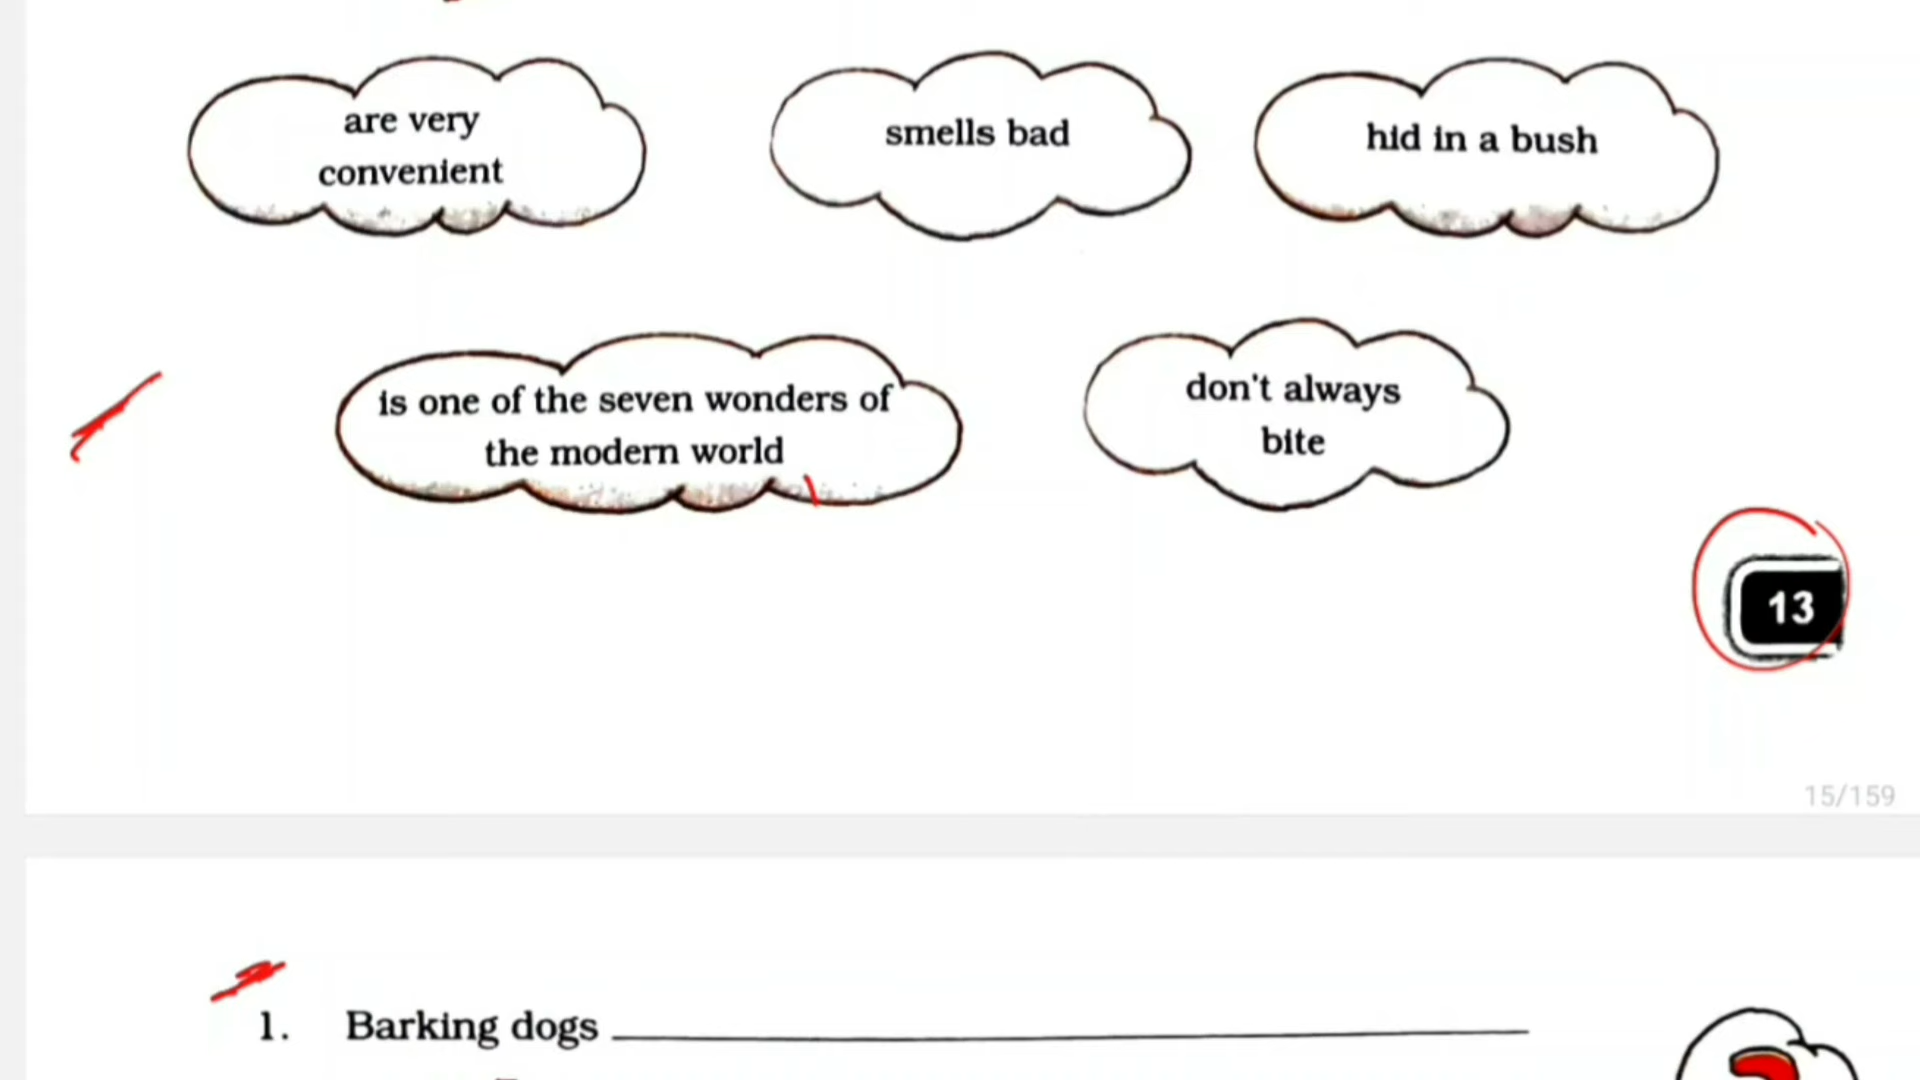 are very
convenient
smells bad
hid in a bush
is one of the seven wonders of
the modern world
don't always
bite
13
15/159
1. Barking dogs